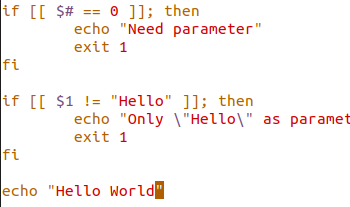 if [[ $# == 0 ]]; then
        echo "Need parameter"
        exit 1
fi

if [[ $1 != "Hello" ]]; then
        echo "Only \"Hello\" as paramet
        exit 1
fi

echo "Hello World"